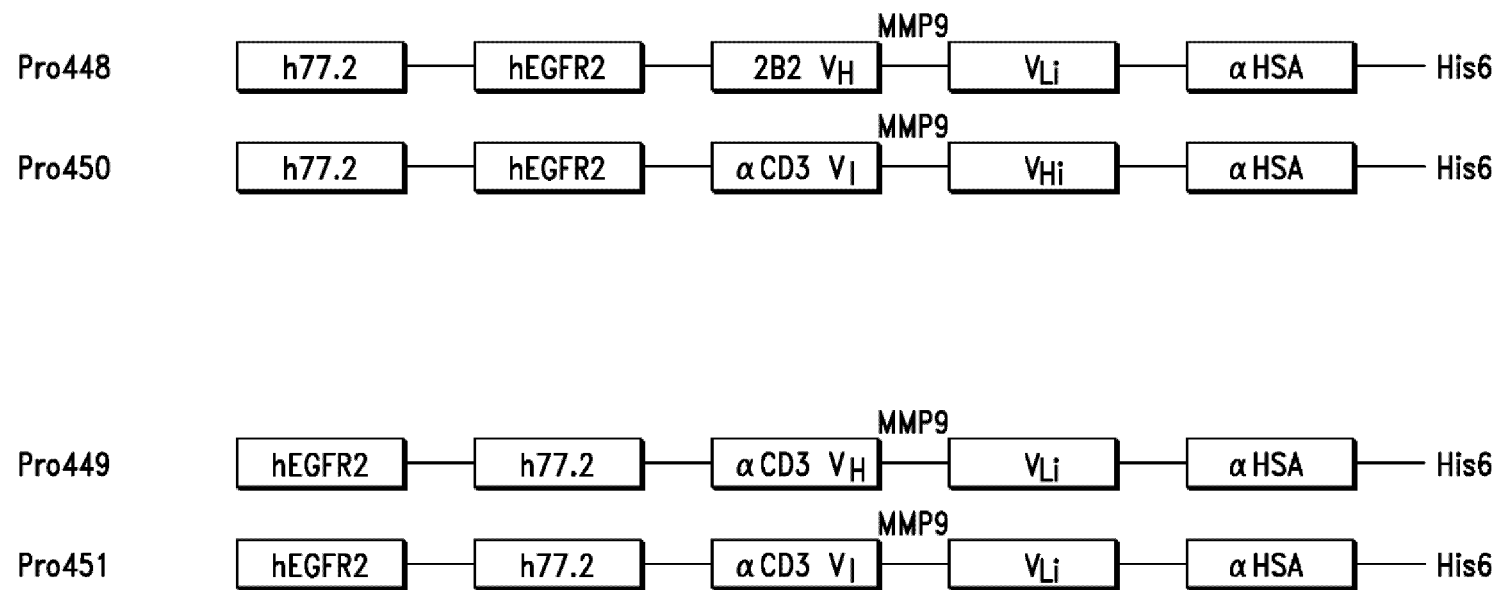 MMP9
Pro448 h77.2 hEGFR2 2B2 VH VLi αHSA His6
MMP9
Pro450 h77.2 hEGFR2 αCD3 Vl VHi αHSA His6
MMP9
Pro449 hEGFR2 h77.2 αCD3 VH VLi αHSA His6
MMP9
Pro451 hEGFR2 h77.2 αCD3 Vl VLi αHSA His6